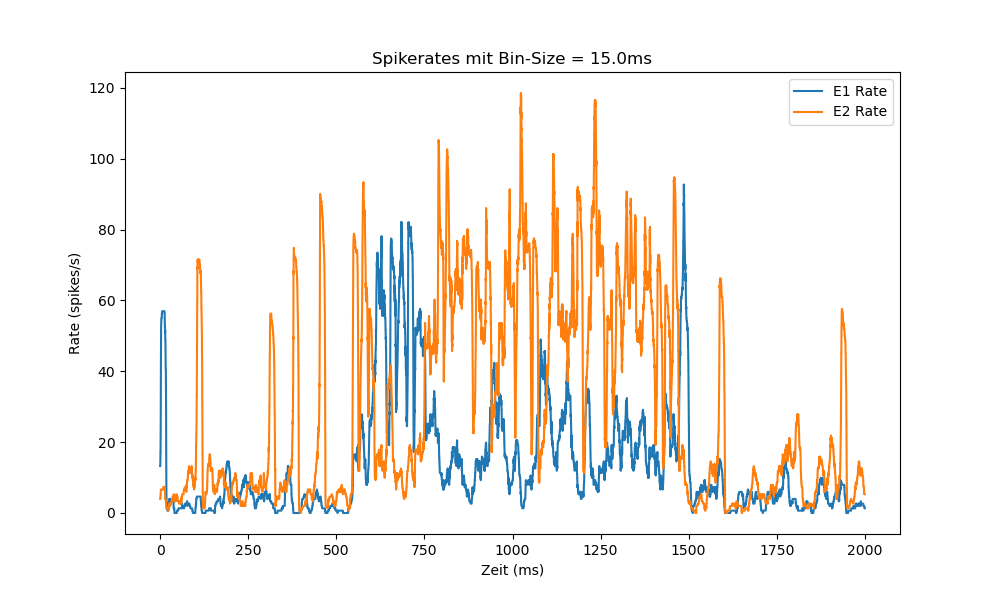 Spikerates mit Bin-Size = 15.0ms
E1 Rate
E2 Rate
120
100
80
60
40
20
0
Rate (spikes/s)
0 250 500 750 1000 1250 1500 1750 2000
Zeit (ms)